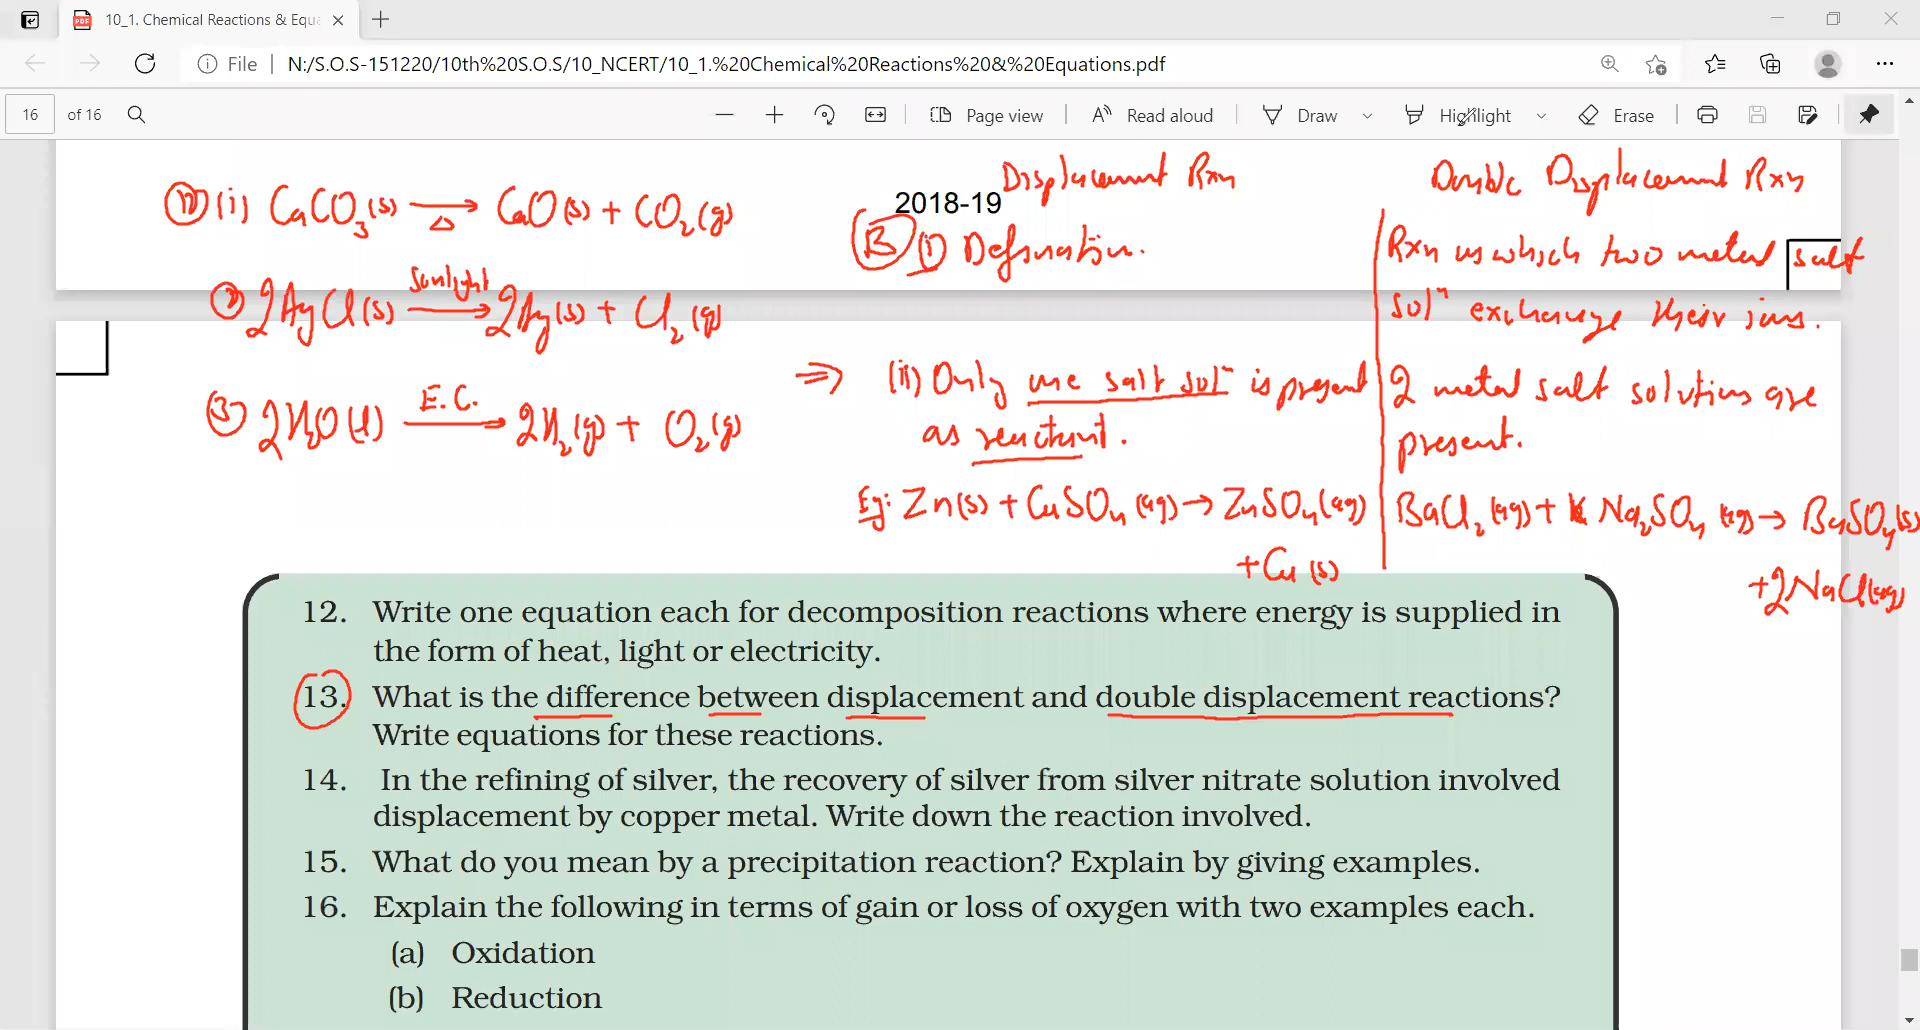 10_1. Chemical Reactions & Equa
File
N:/S.O.S-151220/10th%20S.O.S/10_NCERT/10_1.%20Chemical%20Reactions%20&%20Equations.pdf
16 of 16
Page view
Read aloud
Draw
Highlight
Erase
(12) (i) CaCO₃(s) →Δ CaO(s) + CO₂(g)
② 2AgCl(s) →Sunlight 2Ag(s) + Cl₂(g)
③ 2H₂O(l) →E.C. 2H₂(g) + O₂(g)
2018-19
Displacement Rxn
(13) (i) Defination.
⇒ (ii) Only one salt solⁿ is present
as reactant.
Eg: Zn(s) + CuSO₄(aq) → ZnSO₄(aq)
+ Cu(s)
Double Displacement Rxn
Rxn in which two metal salt
solⁿ exchange their ions.
2 metal salt solutions are
present.
BaCl₂(aq) + Na₂SO₄(aq) → BaSO₄(s)
+ 2NaCl(aq)
12. Write one equation each for decomposition reactions where energy is supplied in
the form of heat, light or electricity.
13. What is the difference between displacement and double displacement reactions?
Write equations for these reactions.
14. In the refining of silver, the recovery of silver from silver nitrate solution involved
displacement by copper metal. Write down the reaction involved.
15. What do you mean by a precipitation reaction? Explain by giving examples.
16. Explain the following in terms of gain or loss of oxygen with two examples each.
(a) Oxidation
(b) Reduction